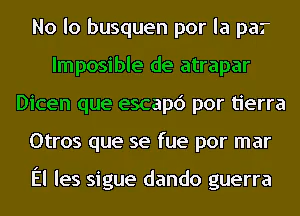 No lo busquen por la par
Imposible de atrapar
Dicen que escapó por tierra
Otros que se fue por mar
Él les sigue dando guerra